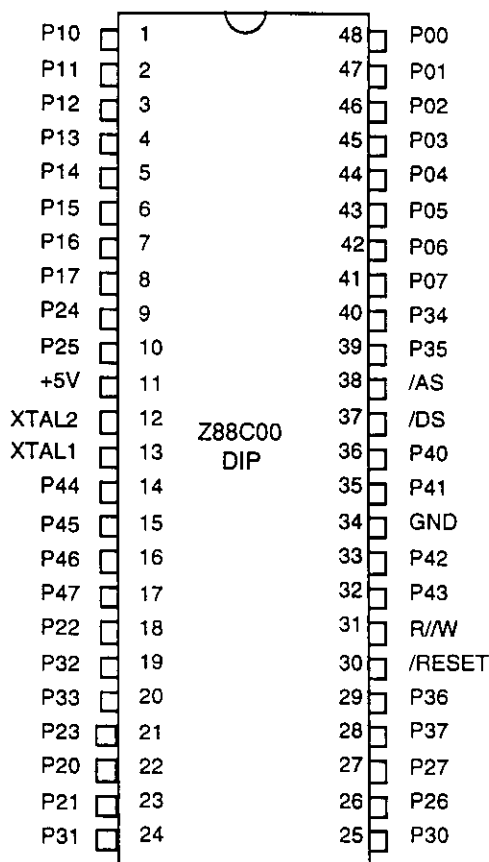 P10 1 48 P00
P11 2 47 P01
P12 3 46 P02
P13 4 45 P03
P14 5 44 P04
P15 6 43 P05
P16 7 42 P06
P17 8 41 P07
P24 9 40 P34
P25 10 39 P35
+5V 11 38 /AS
XTAL2 12 37 /DS
Z88C00
XTAL1 13 36 P40
DIP
P44 14 35 P41
P45 15 34 GND
P46 16 33 P42
P47 17 32 P43
P22 18 31 R//W
P32 19 30 /RESET
P33 20 29 P36
P23 21 28 P37
P20 22 27 P27
P21 23 26 P26
P31 24 25 P30